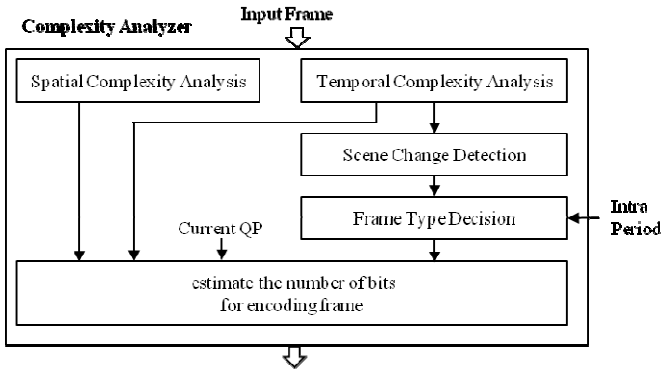 Input Frame
Complexity Analyzer
Spatial Complexity Analysis
Temporal Complexity Analysis
Scene Change Detection
Frame Type Decision
Intra
Period
Current QP
estimate the number of bits
for encoding frame